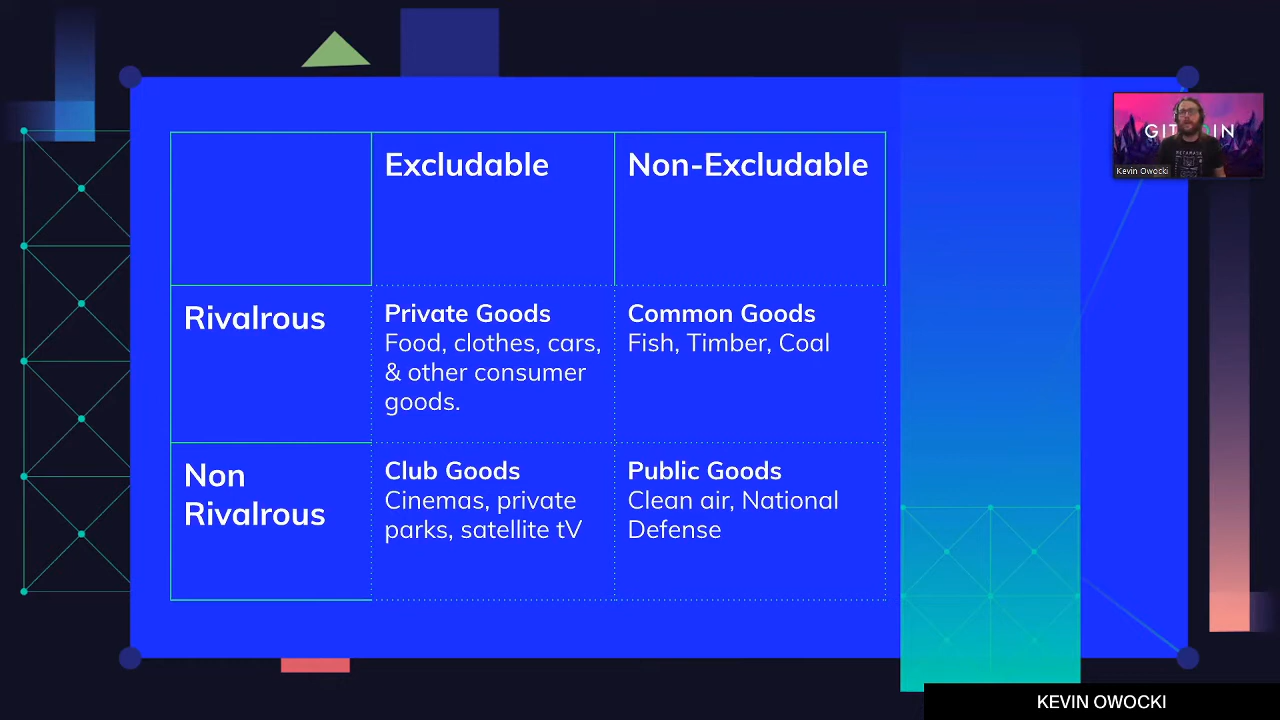 Excludable
Non-Excludable
Rivalrous
Private Goods
Food, clothes, cars,
& other consumer
goods.
Common Goods
Fish, Timber, Coal
Non
Rivalrous
Club Goods
Cinemas, private
parks, satellite tV
Public Goods
Clean air, National
Defense
Kevin Owocki
KEVIN OWOCKI